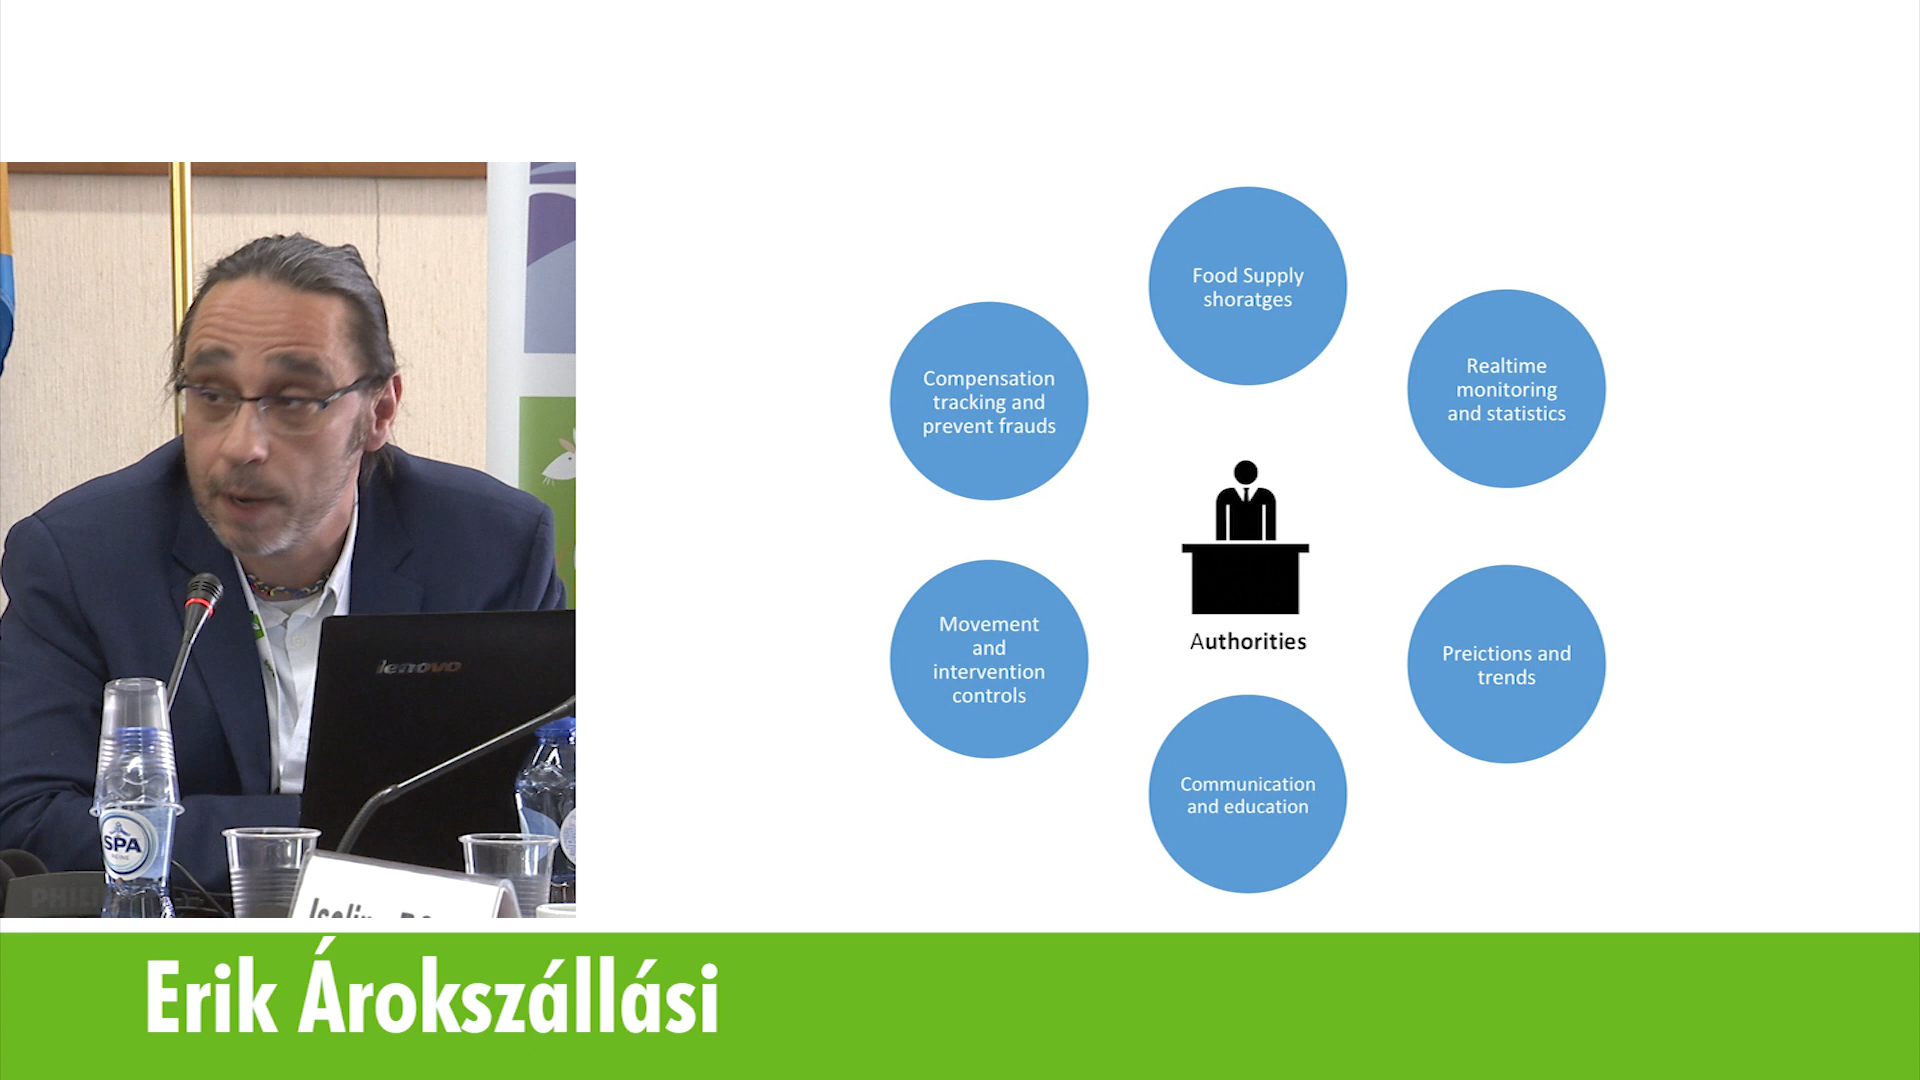 Food Supply
shoratges
Realtime
monitoring
and statistics
Compensation
tracking and
prevent frauds
Authorities
Movement
and
intervention
controls
Preictions and
trends
Communication
and education
lenovo
SPA
PHILI
Erik Árokszállási